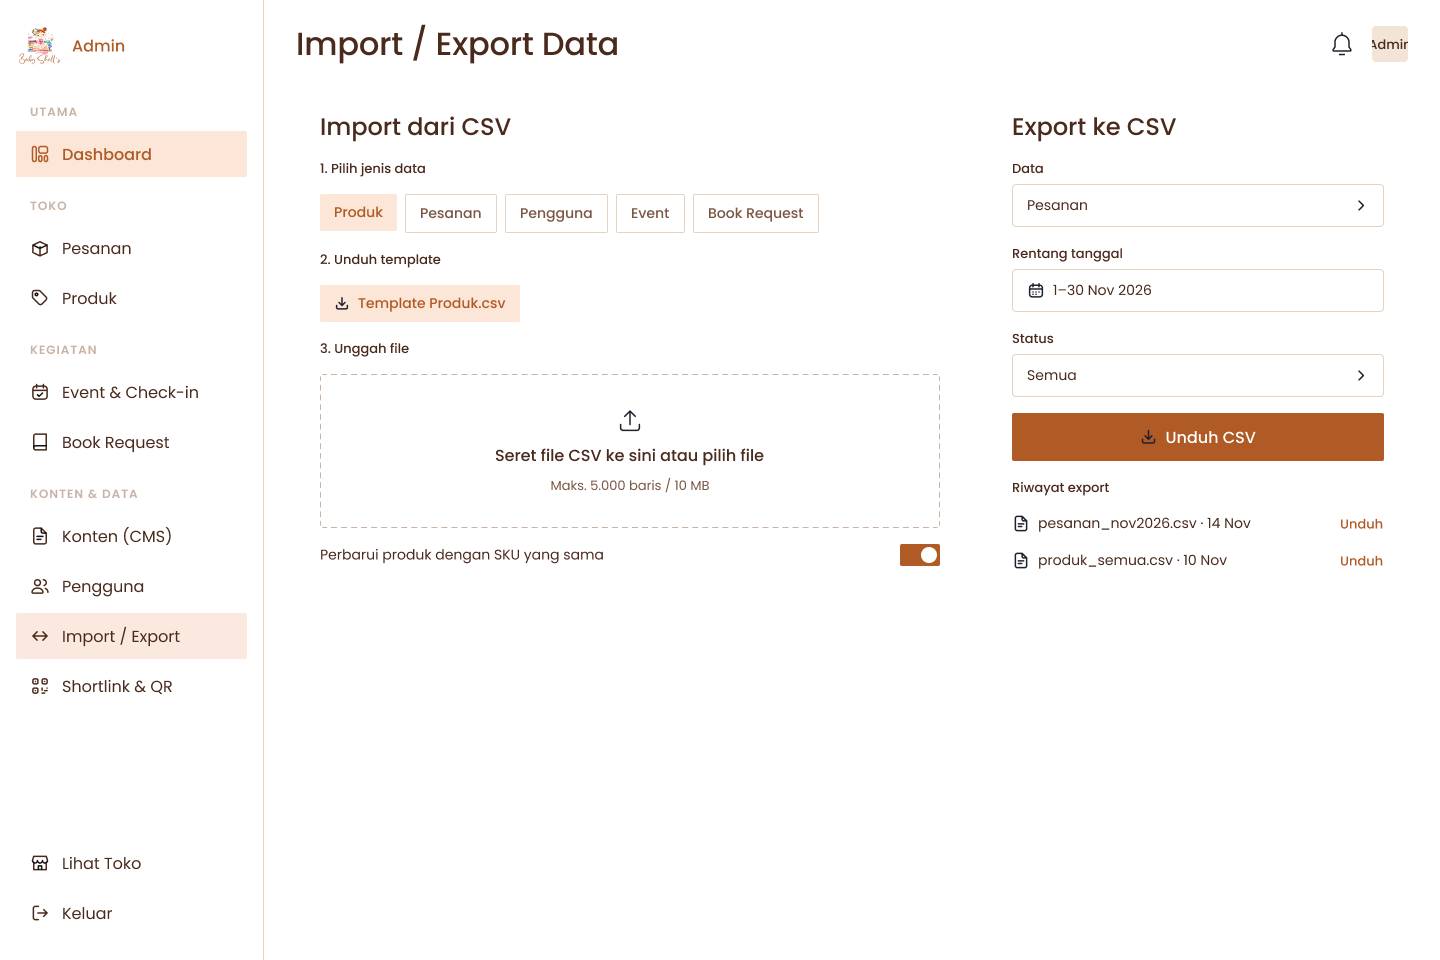 Baby Shell's
Admin
UTAMA
Dashboard
TOKO
Pesanan
Produk
KEGIATAN
Event & Check-in
Book Request
KONTEN & DATA
Konten (CMS)
Pengguna
Import / Export
Shortlink & QR
Lihat Toko
Keluar
Import / Export Data
Admin
Import dari CSV
1. Pilih jenis data
Produk
Pesanan
Pengguna
Event
Book Request
2. Unduh template
Template Produk.csv
3. Unggah file
Seret file CSV ke sini atau pilih file
Maks. 5.000 baris / 10 MB
Perbarui produk dengan SKU yang sama
Export ke CSV
Data
Pesanan
Rentang tanggal
1–30 Nov 2026
Status
Semua
Unduh CSV
Riwayat export
pesanan_nov2026.csv · 14 Nov
Unduh
produk_semua.csv · 10 Nov
Unduh